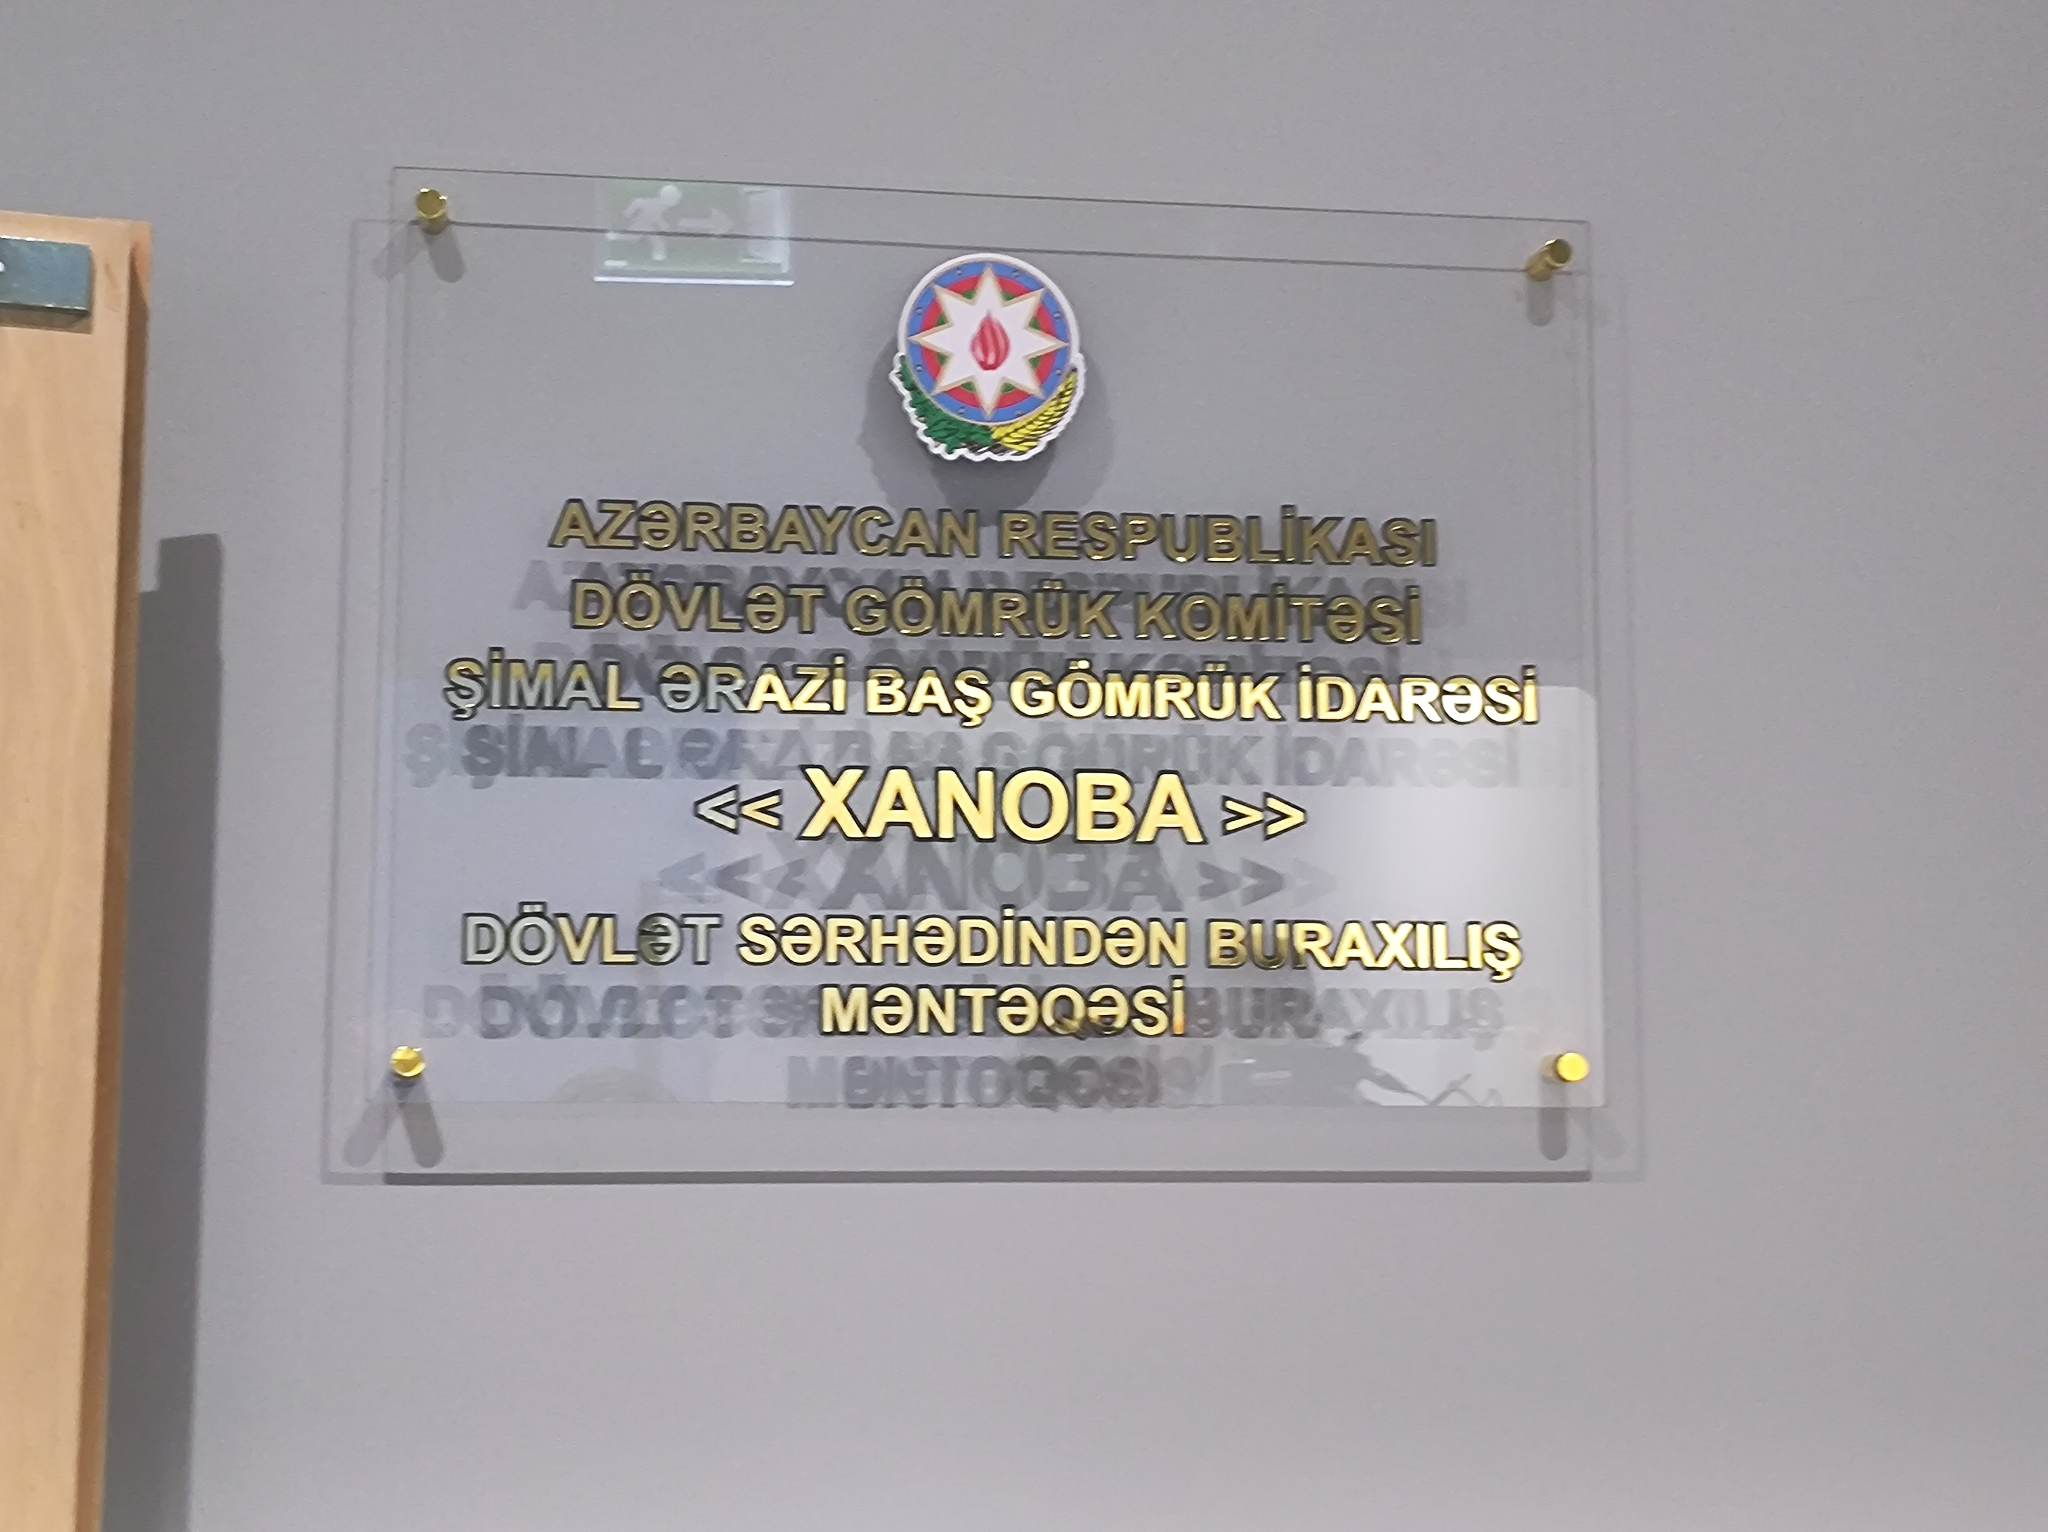 AZƏRBAYCAN RESPUBLİKASI
DÖVLƏT GÖMRÜK KOMİTƏSİ
ŞİMAL ƏRAZİ BAŞ GÖMRÜK İDARƏSİ
<< XANOBA >>
DÖVLƏT SƏRHƏDİNDƏN BURAXILIŞ
MƏNTƏQƏSİ